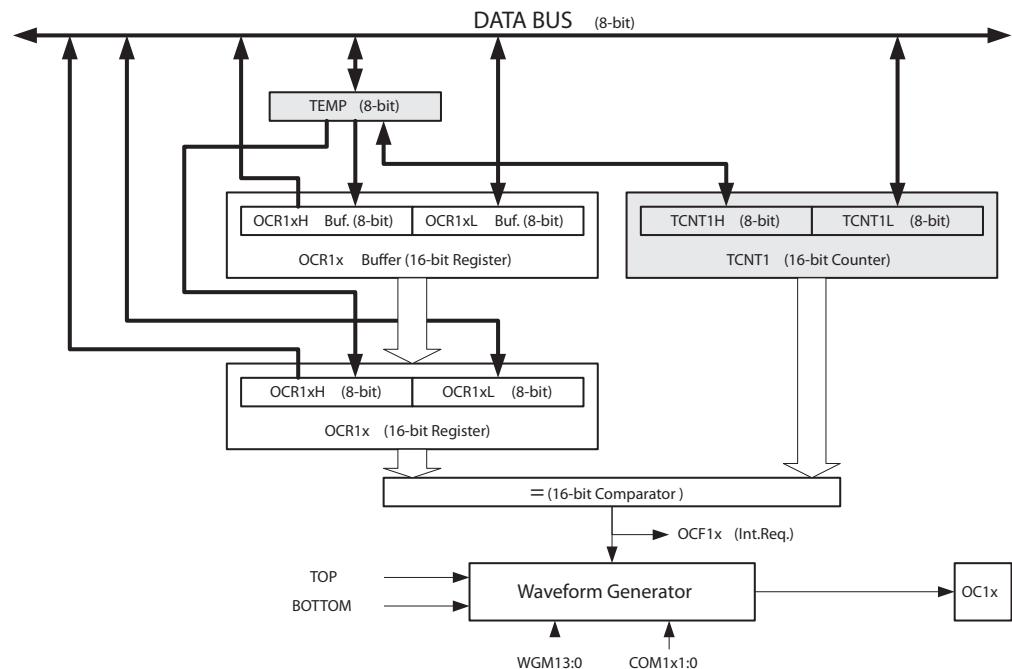 DATA BUS (8-bit)
TEMP (8-bit)
OCR1xH Buf. (8-bit)
OCR1xL Buf. (8-bit)
TCNT1H (8-bit)
TCNT1L (8-bit)
OCR1x Buffer (16-bit Register)
TCNT1 (16-bit Counter)
OCR1xH (8-bit)
OCR1xL (8-bit)
OCR1x (16-bit Register)
= (16-bit Comparator )
OCF1x (Int.Req.)
TOP
BOTTOM
Waveform Generator
OC1x
WGM13:0
COM1x1:0